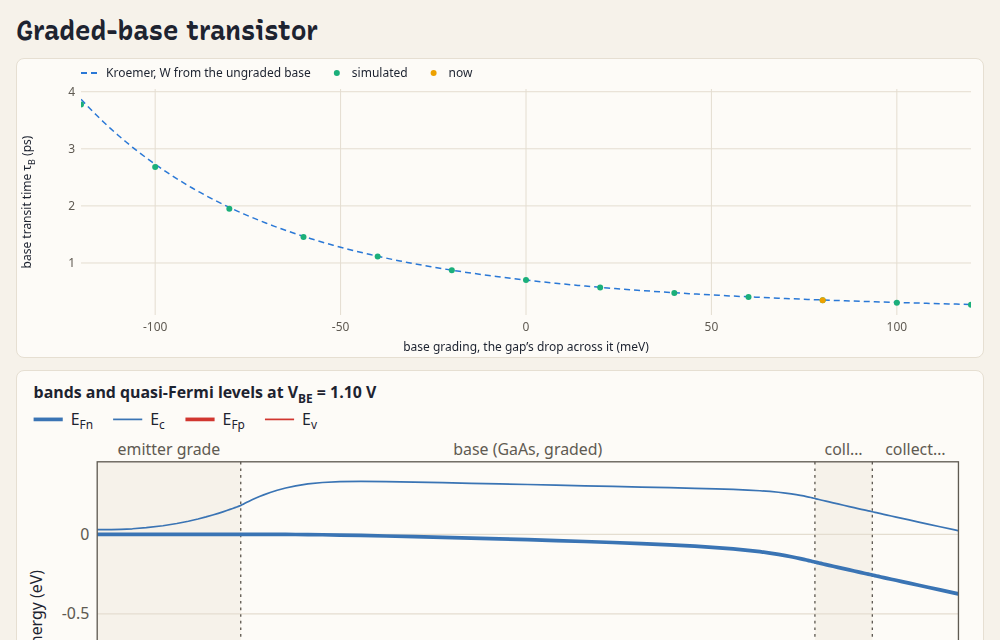 Graded-base transistor
Kroemer, W from the ungraded base simulated now
base transit time τB (ps)
4
3
2
1
-100 -50 0 50 100
base grading, the gap’s drop across it (meV)
bands and quasi-Fermi levels at VBE = 1.10 V
EFn Ec EFp Ev
emitter grade base (GaAs, graded) coll... collect...
0
-0.5
(eV)